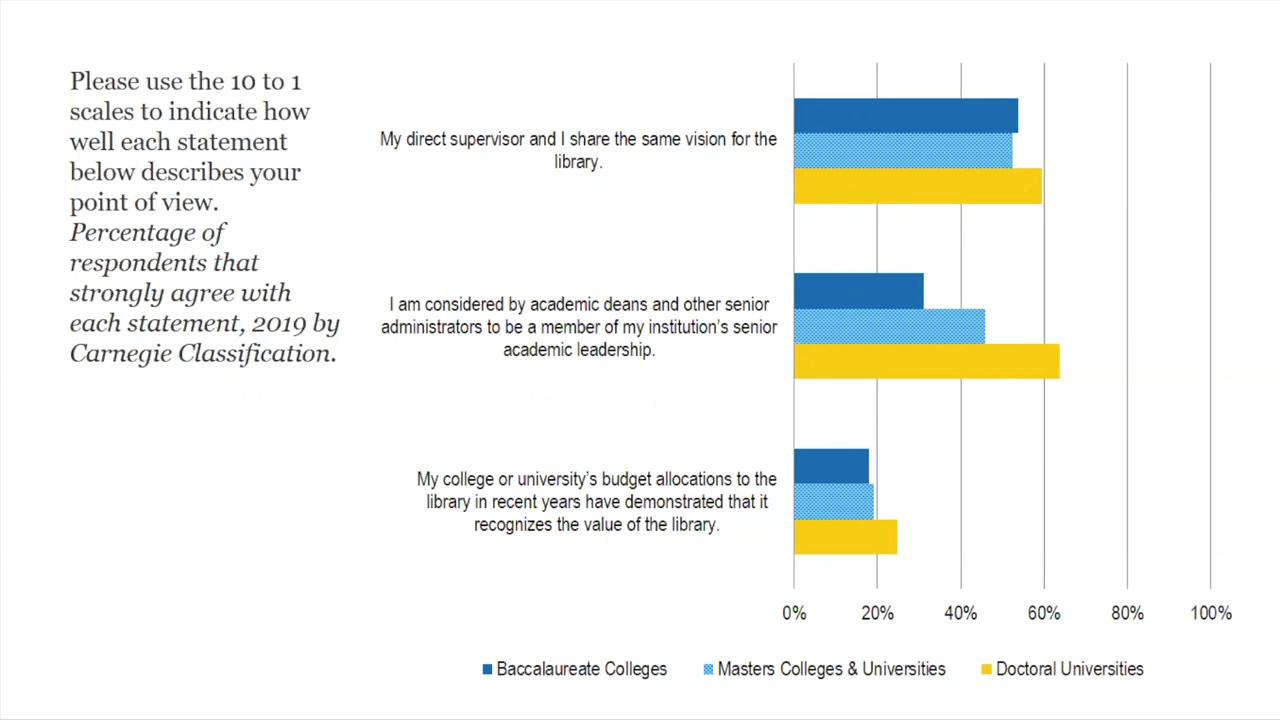 Please use the 10 to 1
scales to indicate how
well each statement
below describes your
point of view.
Percentage of
respondents that
strongly agree with
each statement, 2019 by
Carnegie Classification.
My direct supervisor and I share the same vision for the
library.
I am considered by academic deans and other senior
administrators to be a member of my institution’s senior
academic leadership.
My college or university’s budget allocations to the
library in recent years have demonstrated that it
recognizes the value of the library.
0% 20% 40% 60% 80% 100%
Baccalaureate Colleges Masters Colleges & Universities Doctoral Universities